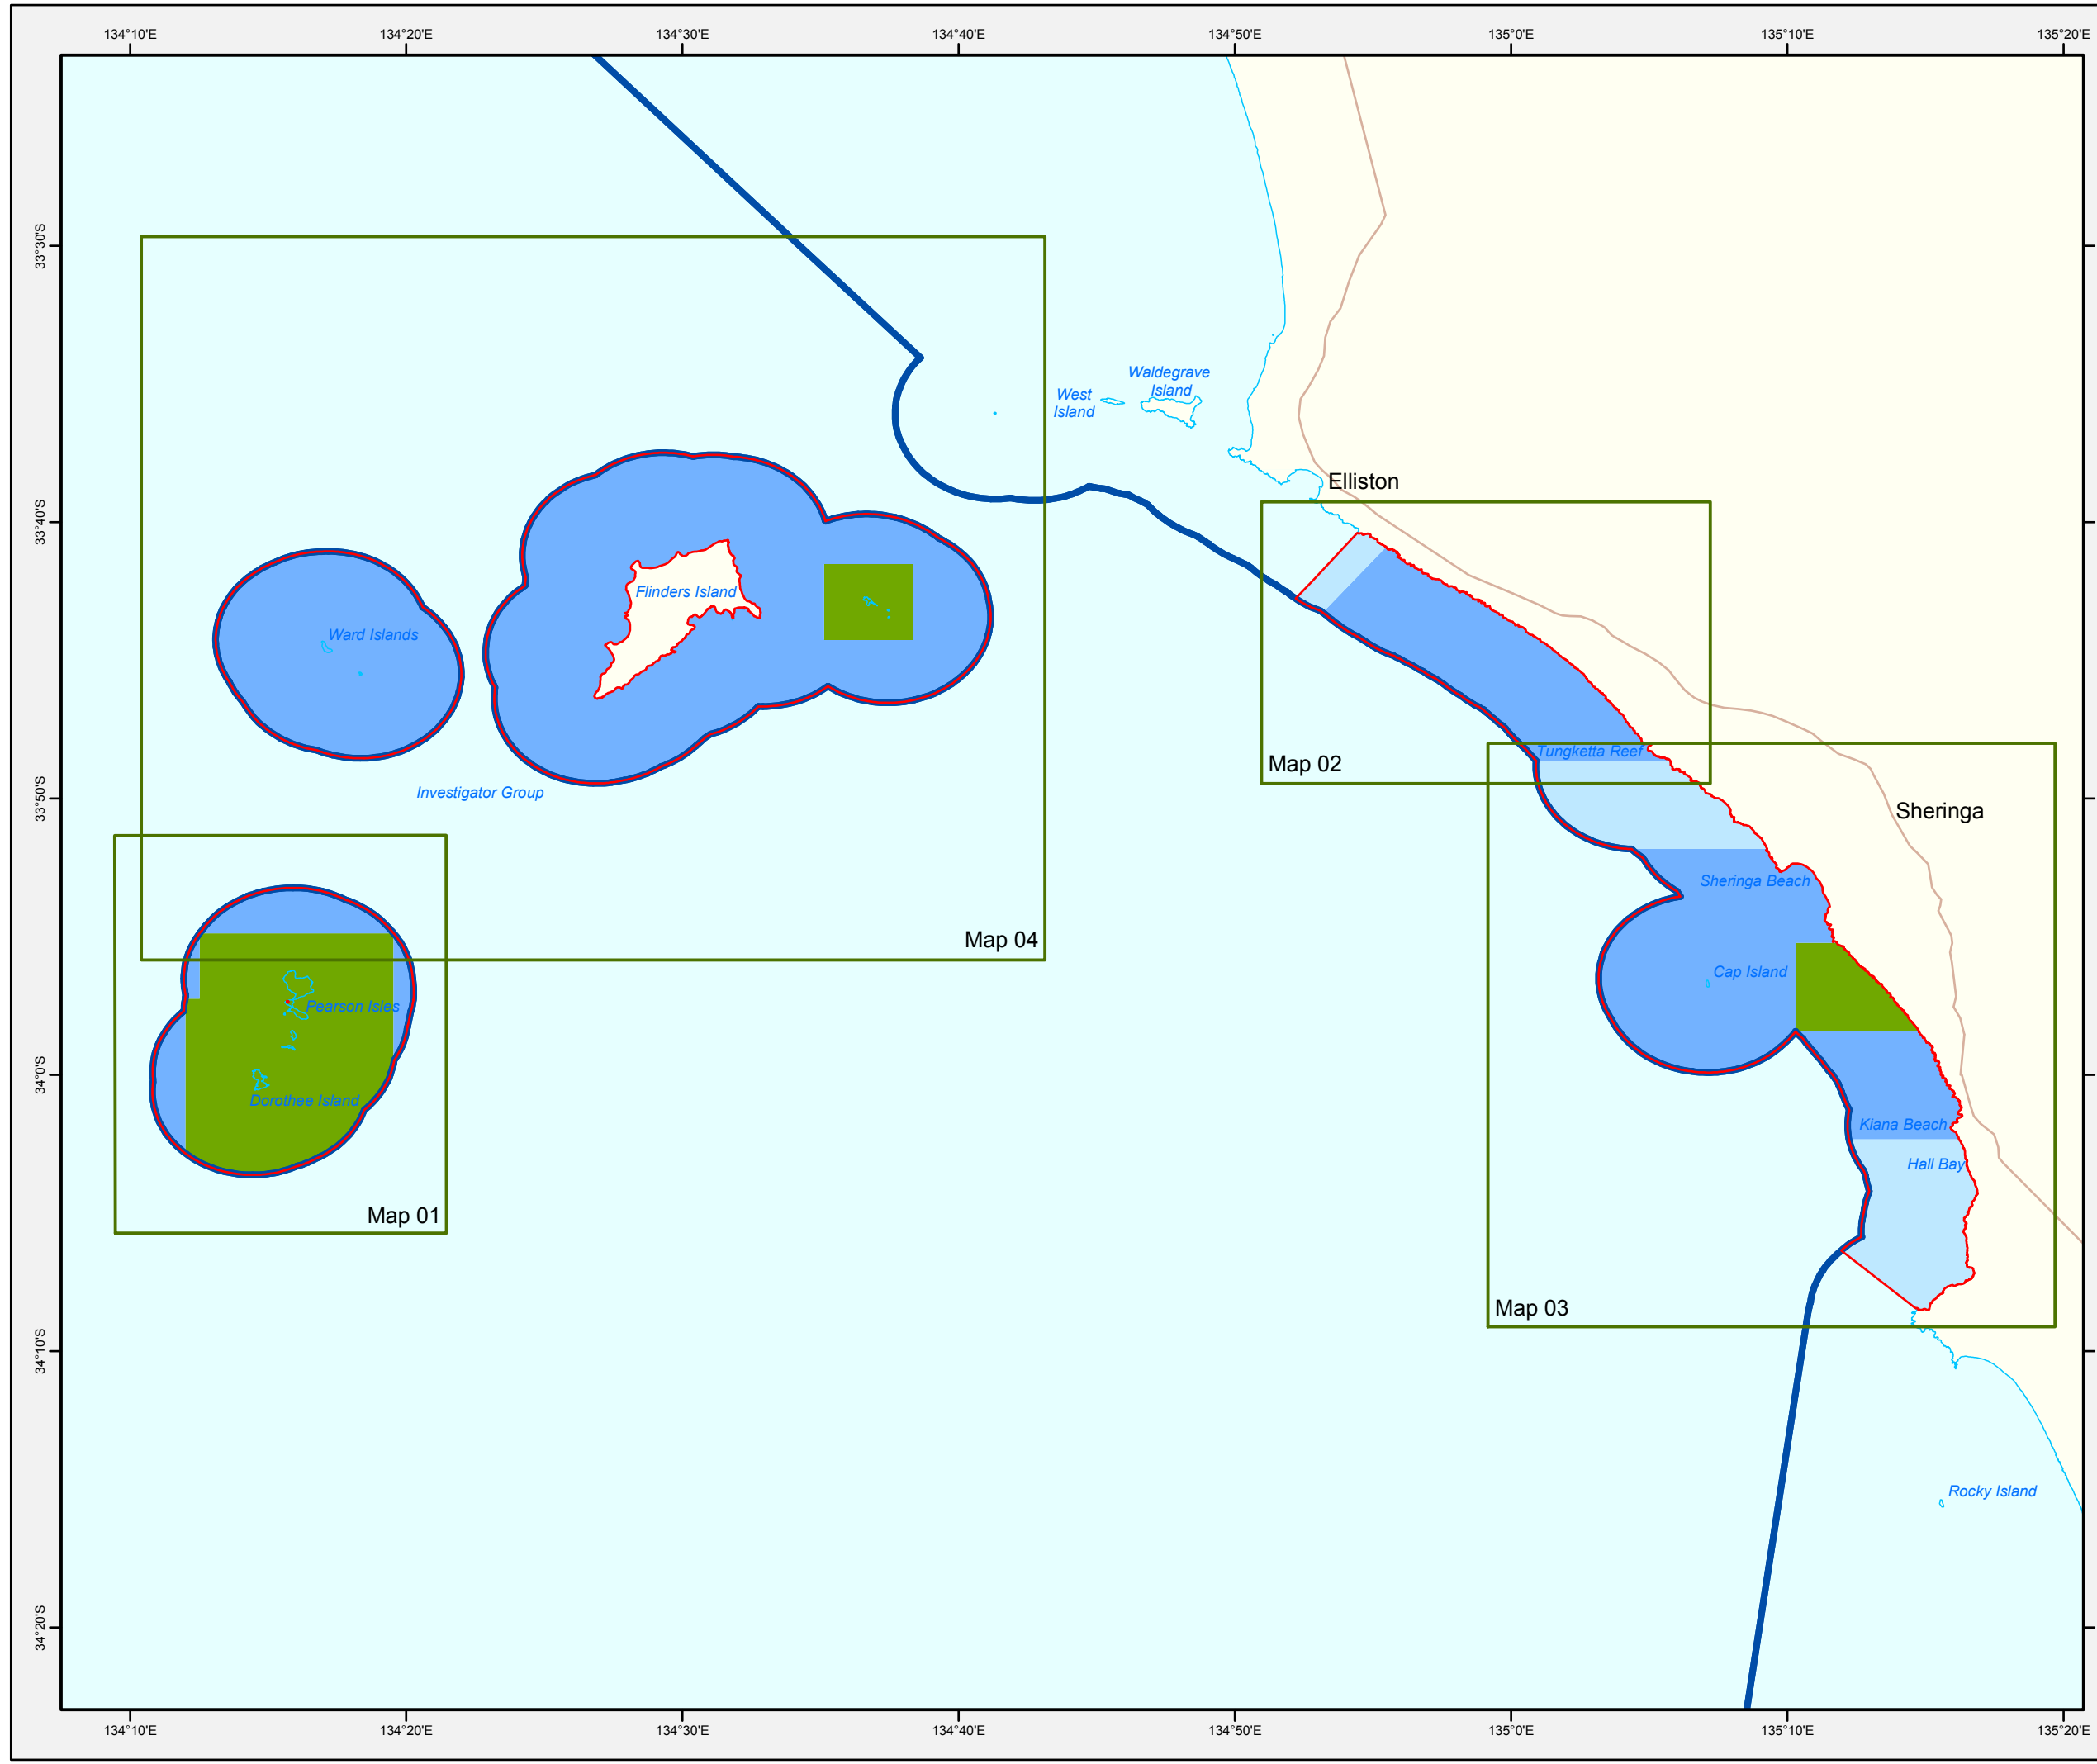 134°10'E 134°20'E 134°30'E 134°40'E 134°50'E 135°0'E 135°10'E 135°20'E
33°30'S
Waldegrave
Island
West
Island
Elliston
33°40'S
Flinders Island
Ward Islands
Tungketta Reef
Map 02
Investigator Group
33°50'S
Sheringa
Sheringa Beach
Map 04
Cap Island
Pearson Isles
34°0'S
Dorothee Island
Kiana Beach
Hall Bay
Map 01
Map 03
34°10'S
Rocky Island
34°20'S
134°10'E 134°20'E 134°30'E 134°40'E 134°50'E 135°0'E 135°10'E 135°20'E